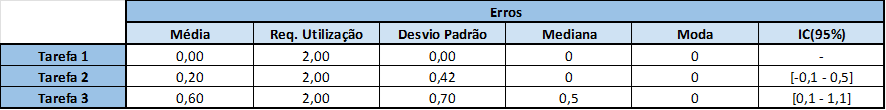 Erros
Média Req. Utilização Desvio Padrão Mediana Moda IC(95%)
Tarefa 1 0,00 2,00 0,00 0 0 -
Tarefa 2 0,20 2,00 0,42 0 0 [-0,1 - 0,5]
Tarefa 3 0,60 2,00 0,70 0,5 0 [0,1 - 1,1]